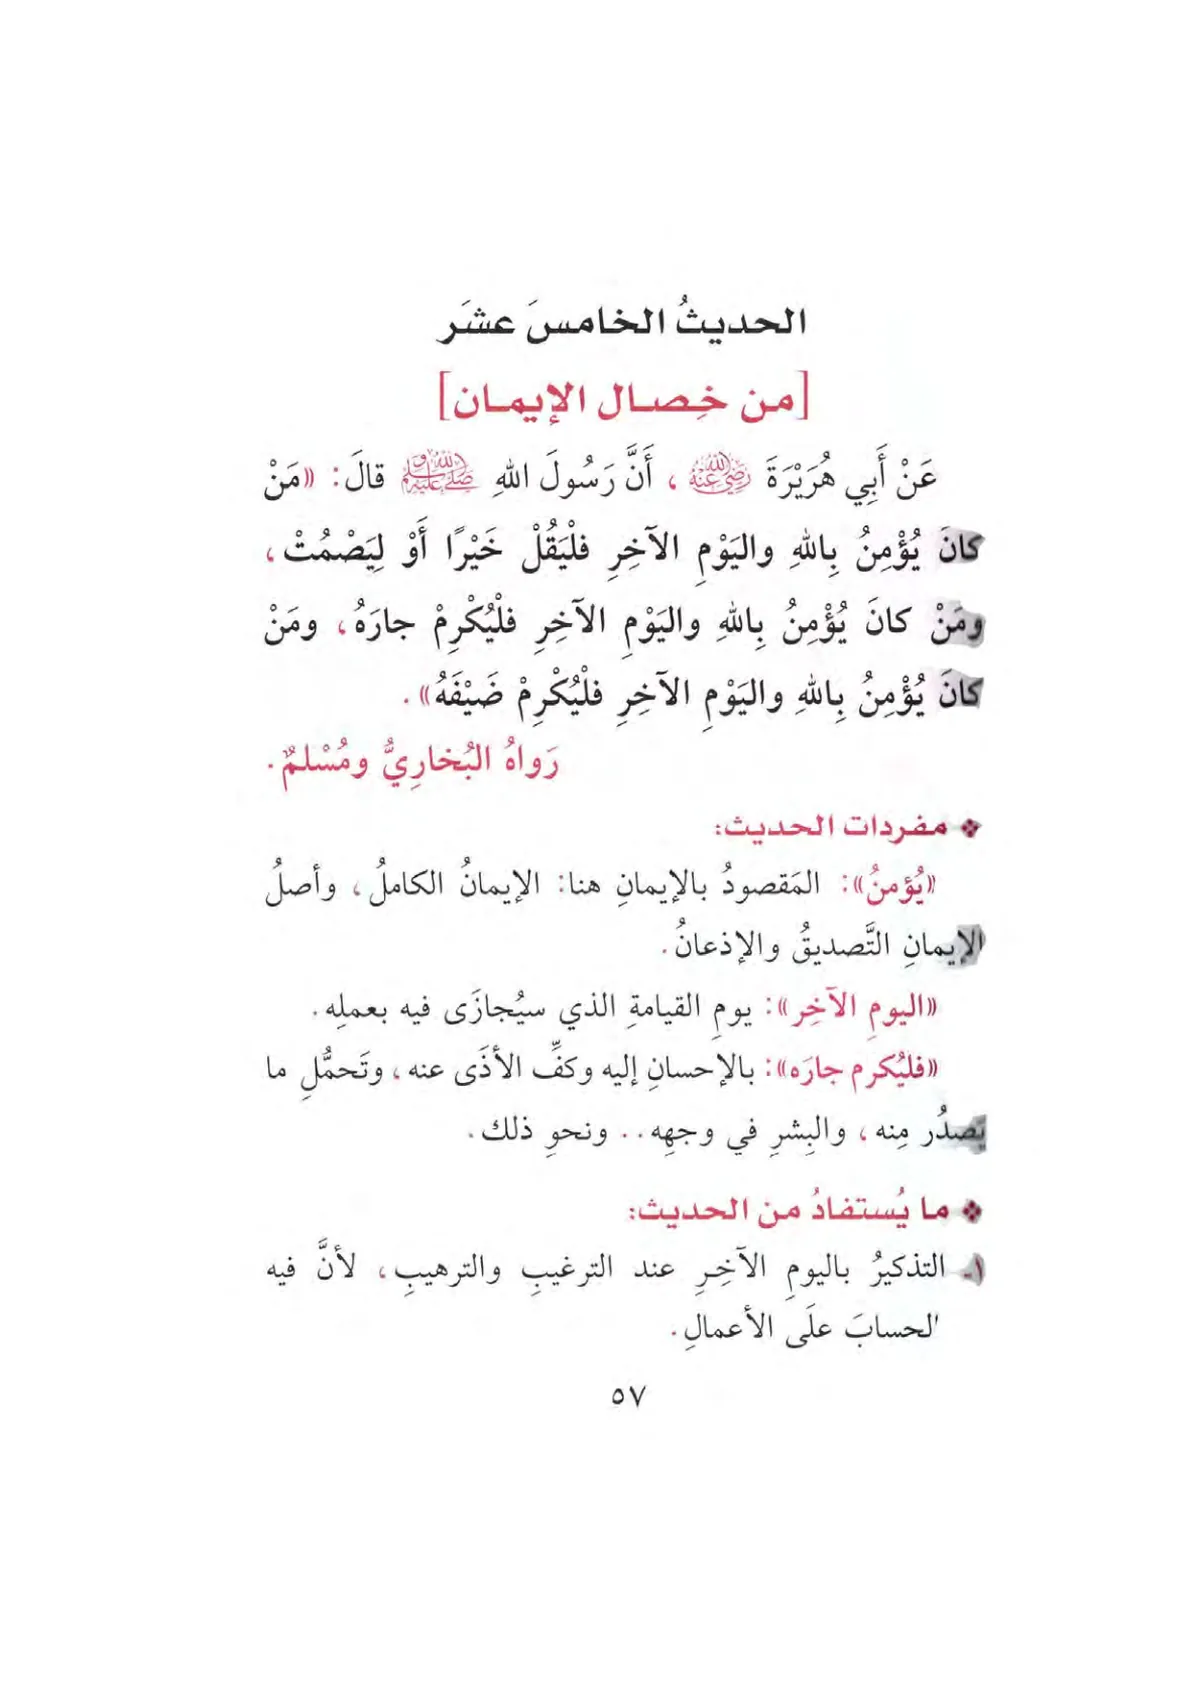 الحديثُ الخامسَ عشَر
[من خِصال الإيمان]
عَنْ أَبِي هُرَيْرَةَ رضي الله عنه، أَنَّ رَسُولَ اللهِ صلى الله عليه وسلم قالَ: «مَنْ
كانَ يُؤْمِنُ بِاللهِ واليَوْمِ الآخِرِ فلْيَقُلْ خَيْرًا أَوْ لِيَصْمُتْ،
ومَنْ كانَ يُؤْمِنُ بِاللهِ واليَوْمِ الآخِرِ فلْيُكْرِمْ جارَهُ، ومَنْ
كانَ يُؤْمِنُ بِاللهِ واليَوْمِ الآخِرِ فلْيُكْرِمْ ضَيْفَهُ».
رَواهُ البُخارِيُّ ومُسْلمٌ.
❖ مفردات الحديث:
«يُؤمنُ»: المَقصودُ بالإيمانِ هنا: الإيمانُ الكاملُ، وأصلُ
الإيمانِ التَّصديقُ والإذعانُ.
«اليومِ الآخِر»: يومِ القيامةِ الذي سيُجازَى فيه بعملِه.
«فليُكرم جارَه»: بالإحسانِ إليه وكفِّ الأذَى عنه، وتَحمُّلِ ما
يَصدُر مِنه، والبِشرِ في وجهِه.. ونحوِ ذلك.
❖ ما يُستفادُ من الحديث:
١- التذكيرُ باليومِ الآخِرِ عند الترغيبِ والترهيبِ، لأنَّ فيه
الحسابَ علَى الأعمالِ.
٥٧